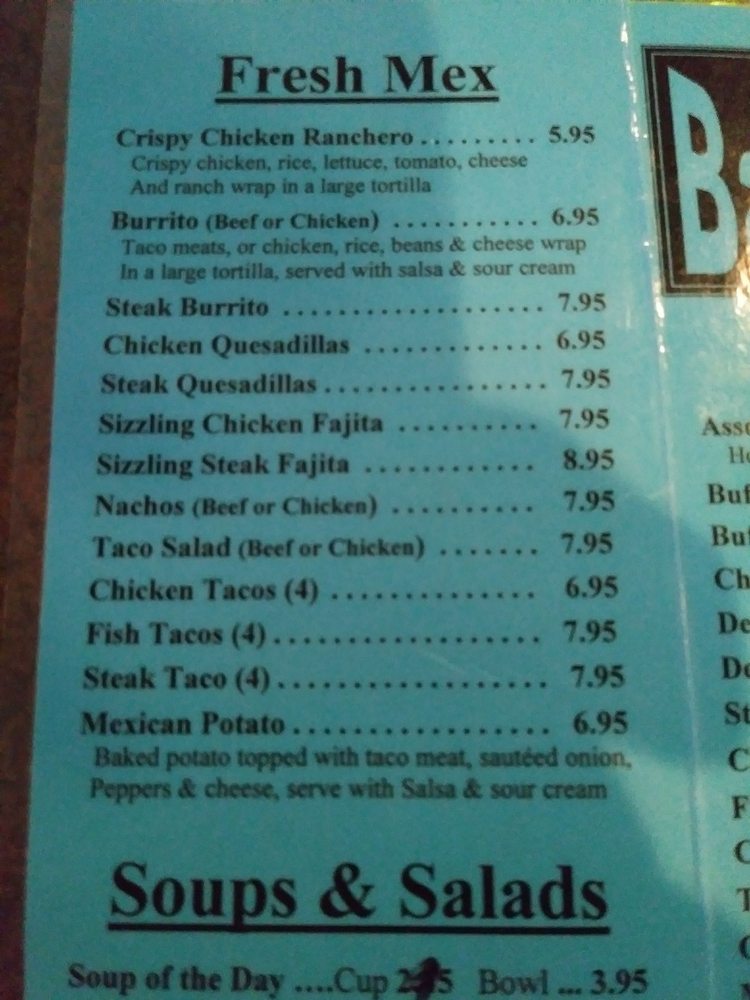 Fresh Mex
Crispy Chicken Ranchero ......... 5.95
Crispy chicken, rice, lettuce, tomato, cheese
And ranch wrap in a large tortilla
Burrito (Beef or Chicken) ........... 6.95
Taco meats, or chicken, rice, beans & cheese wrap
In a large tortilla, served with salsa & sour cream
Steak Burrito ................... 7.95
Chicken Quesadillas ............. 6.95
Steak Quesadillas ................ 7.95
Sizzling Chicken Fajita .......... 7.95
Sizzling Steak Fajita ............ 8.95
Nachos (Beef or Chicken) .......... 7.95
Taco Salad (Beef or Chicken) ....... 7.95
Chicken Tacos (4) .............. 6.95
Fish Tacos (4) .................. 7.95
Steak Taco (4) .................. 7.95
Mexican Potato ................. 6.95
Baked potato topped with taco meat, sautéed onion,
Peppers & cheese, serve with Salsa & sour cream
Soups & Salads
Soup of the Day ....Cup Bowl ... 3.95